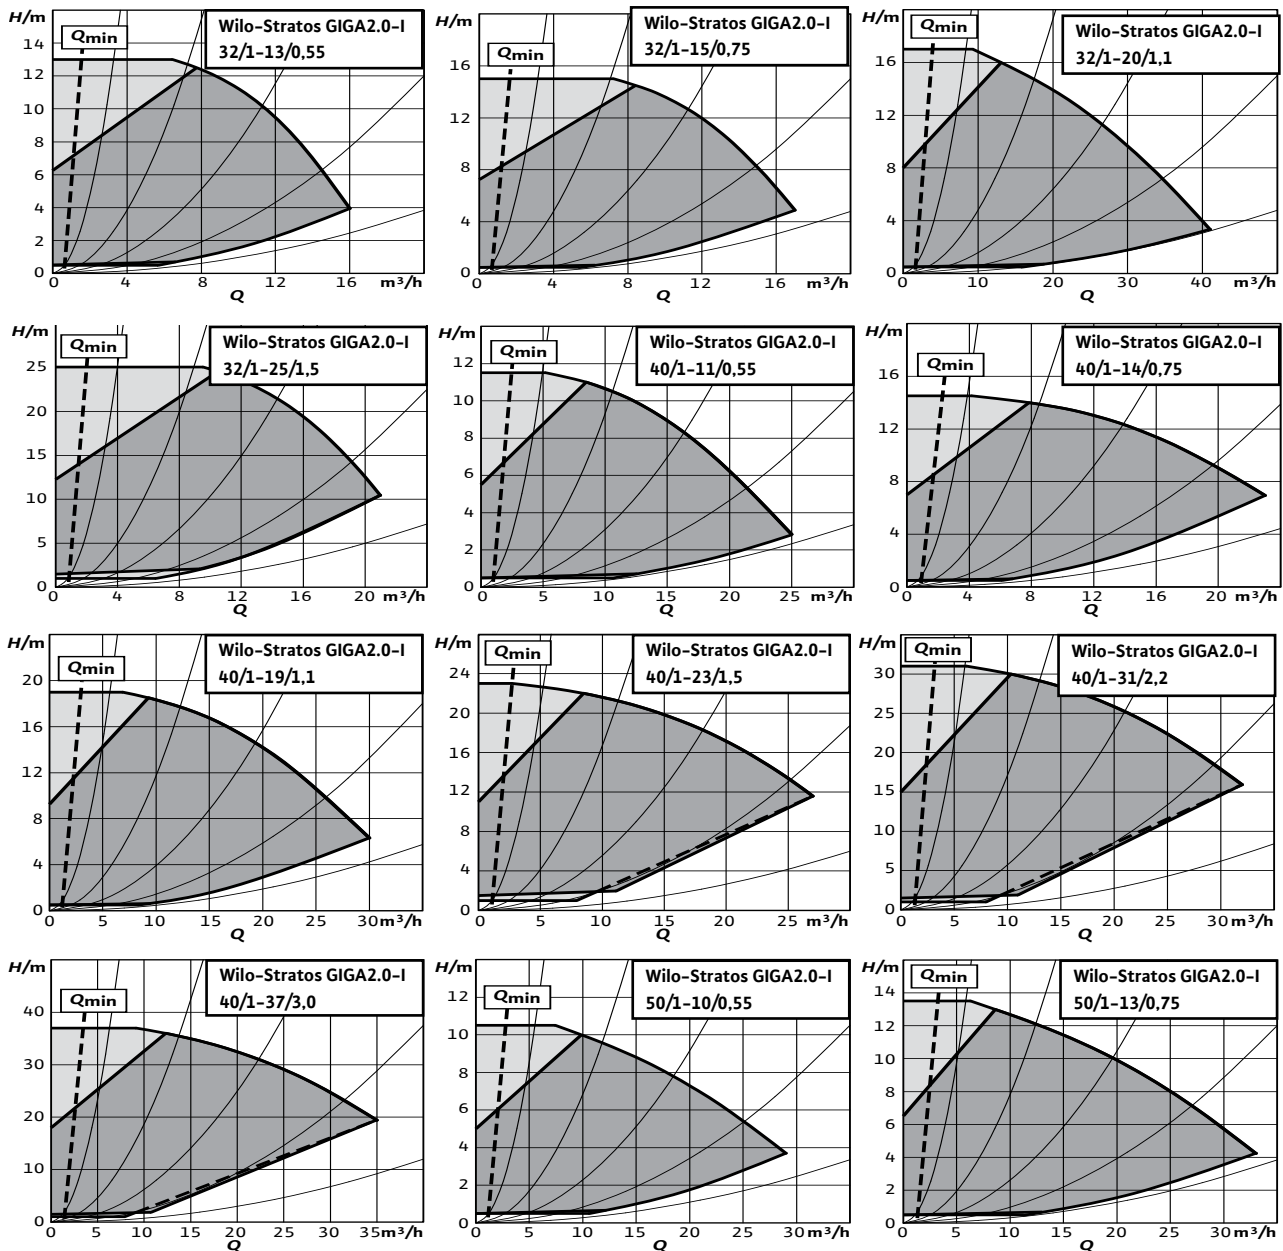 H/m
Qmin
Wilo-Stratos GIGA2.0-I
32/1-13/0,55
14
12
10
8
6
4
2
0
0 4 8 12 16 m³/h
Q
Qmin
Wilo-Stratos GIGA2.0-I
32/1-15/0,75
H/m
16
12
8
4
0
0 4 8 12 16 m³/h
Q
H/m
Qmin
Wilo-Stratos GIGA2.0-I
32/1-20/1,1
16
12
8
4
0
0 10 20 30 40 m³/h
Q
H/m
Qmin
Wilo-Stratos GIGA2.0-I
32/1-25/1,5
25
20
15
10
5
0
0 4 8 12 16 20 m³/h
Q
H/m
Qmin
Wilo-Stratos GIGA2.0-I
40/1-11/0,55
12
10
8
6
4
2
0
0 5 10 15 20 25 m³/h
Q
H/m
Qmin
Wilo-Stratos GIGA2.0-I
40/1-14/0,75
16
12
8
4
0
0 4 8 12 16 20 m³/h
Q
H/m
Qmin
Wilo-Stratos GIGA2.0-I
40/1-19/1,1
20
16
12
8
4
0
0 5 10 15 20 25 30 m³/h
Q
H/m
Qmin
Wilo-Stratos GIGA2.0-I
40/1-23/1,5
24
20
16
12
8
4
0
0 5 10 15 20 25 m³/h
Q
H/m
Qmin
Wilo-Stratos GIGA2.0-I
40/1-31/2,2
30
25
20
15
10
5
0
0 5 10 15 20 25 30 m³/h
Q
H/m
Qmin
Wilo-Stratos GIGA2.0-I
40/1-37/3,0
40
30
20
10
0
0 5 10 15 20 25 30 35 m³/h
Q
H/m
Qmin
Wilo-Stratos GIGA2.0-I
50/1-10/0,55
12
10
8
6
4
2
0
0 5 10 15 20 25 30 m³/h
Q
H/m
Qmin
Wilo-Stratos GIGA2.0-I
50/1-13/0,75
14
12
10
8
6
4
2
0
0 5 10 15 20 25 30 m³/h
Q